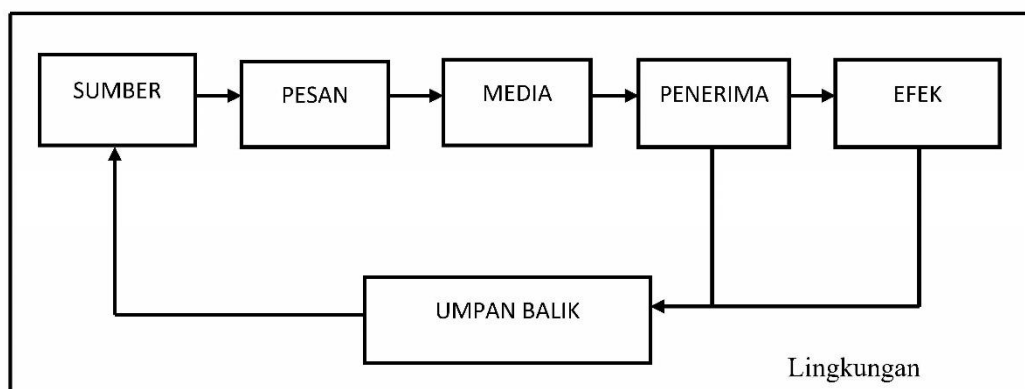 SUMBER
PESAN
MEDIA
PENERIMA
EFEK
UMPAN BALIK
Lingkungan